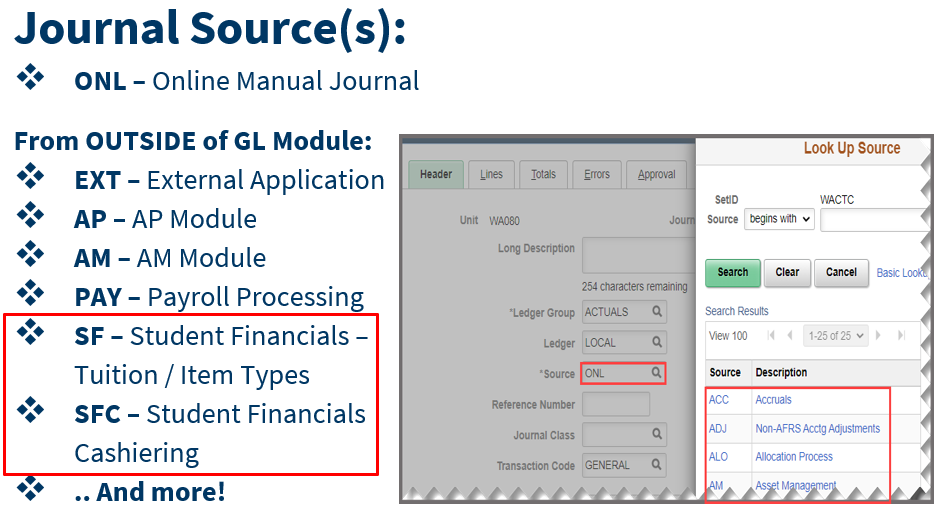 Journal Source(s):
❖ ONL – Online Manual Journal
From OUTSIDE of GL Module:
❖ EXT – External Application
❖ AP – AP Module
❖ AM – AM Module
❖ PAY – Payroll Processing
❖ SF – Student Financials –
Tuition / Item Types
❖ SFC – Student Financials
Cashiering
❖ .. And more!
Header Lines Totals Errors Approval
Unit WA080 Journ
Long Description
254 characters remaining
*Ledger Group ACTUALS
Ledger LOCAL
*Source ONL
Reference Number
Journal Class
Transaction Code GENERAL
Look Up Source
SetID WACTC
Source begins with
Search Clear Cancel Basic Look
Search Results
View 100 1-25 of 25
Source Description
ACC Accruals
ADJ Non-AFRS Acctg Adjustments
ALO Allocation Process
AM Asset Management